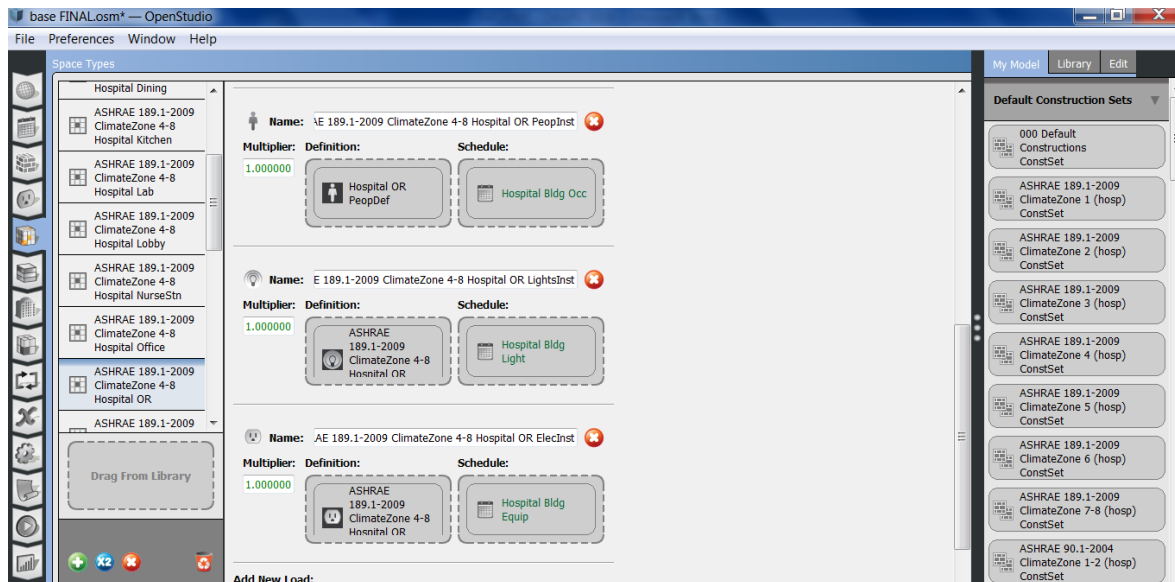 base FINAL.osm* — OpenStudio
File Preferences Window Help
Space Types
Hospital Dining
ASHRAE 189.1-2009
ClimateZone 4-8
Hospital Kitchen
ASHRAE 189.1-2009
ClimateZone 4-8
Hospital Lab
ASHRAE 189.1-2009
ClimateZone 4-8
Hospital Lobby
ASHRAE 189.1-2009
ClimateZone 4-8
Hospital NurseStn
ASHRAE 189.1-2009
ClimateZone 4-8
Hospital Office
ASHRAE 189.1-2009
ClimateZone 4-8
Hospital OR
ASHRAE 189.1-2009
Drag From Library
X2
Name: AE 189.1-2009 ClimateZone 4-8 Hospital OR PeopInst
Multiplier: Definition: Schedule:
1.000000
Hospital OR
PeopDef
Hospital Bldg Occ
Name: E 189.1-2009 ClimateZone 4-8 Hospital OR LightsInst
Multiplier: Definition: Schedule:
1.000000
ASHRAE
189.1-2009
ClimateZone 4-8
Hospital OR
Hospital Bldg
Light
Name: AE 189.1-2009 ClimateZone 4-8 Hospital OR ElecInst
Multiplier: Definition: Schedule:
1.000000
ASHRAE
189.1-2009
ClimateZone 4-8
Hospital OR
Hospital Bldg
Equip
Add New Load:
My Model Library Edit
Default Construction Sets
000 Default
Constructions
ConstSet
ASHRAE 189.1-2009
ClimateZone 1 (hosp)
ConstSet
ASHRAE 189.1-2009
ClimateZone 2 (hosp)
ConstSet
ASHRAE 189.1-2009
ClimateZone 3 (hosp)
ConstSet
ASHRAE 189.1-2009
ClimateZone 4 (hosp)
ConstSet
ASHRAE 189.1-2009
ClimateZone 5 (hosp)
ConstSet
ASHRAE 189.1-2009
ClimateZone 6 (hosp)
ConstSet
ASHRAE 189.1-2009
ClimateZone 7-8 (hosp)
ConstSet
ASHRAE 90.1-2004
ClimateZone 1-2 (hosp)
ConstSet